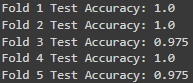 Fold 1 Test Accuracy: 1.0
Fold 2 Test Accuracy: 1.0
Fold 3 Test Accuracy: 0.975
Fold 4 Test Accuracy: 1.0
Fold 5 Test Accuracy: 0.975